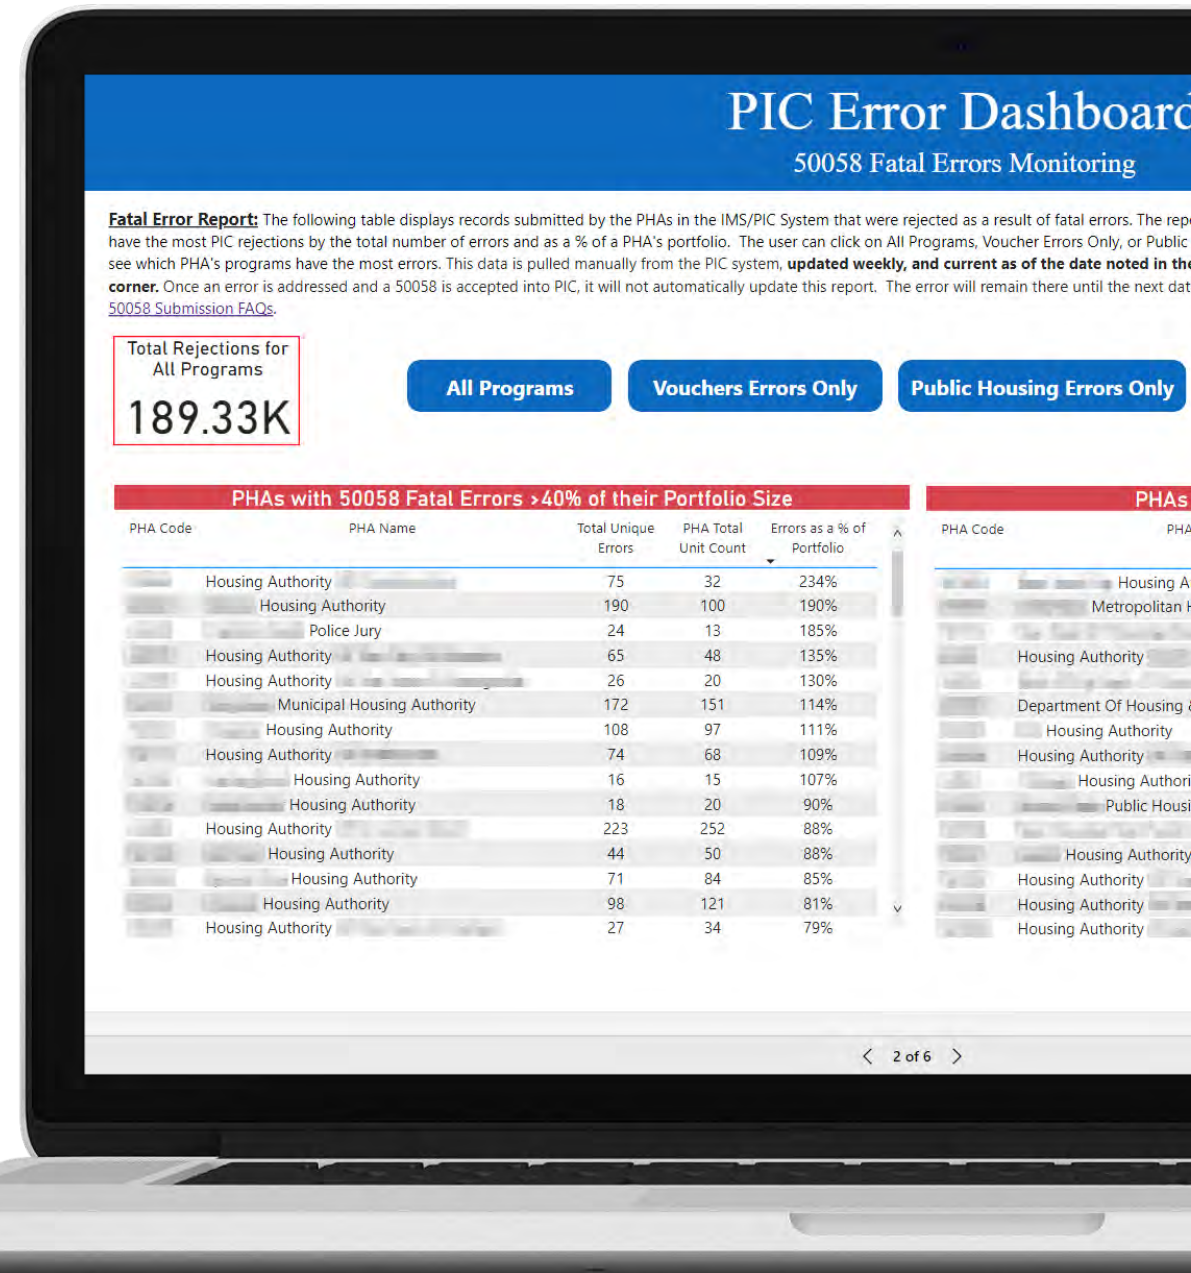 PIC Error Dashboard
50058 Fatal Errors Monitoring
Fatal Error Report: The following table displays records submitted by the PHAs in the IMS/PIC System that were rejected as a result of fatal errors. The
have the most PIC rejections by the total number of errors and as a % of a PHA's portfolio. The user can click on All Programs, Voucher Errors Only, or Public
see which PHA's programs have the most errors. This data is pulled manually from the PIC system, updated weekly, and current as of the date noted in the
corner. Once an error is addressed and a 50058 is accepted into PIC, it will not automatically update this report. The error will remain there until the next
50058 Submission FAQs.
Total Rejections for
All Programs
189.33K
All Programs
Vouchers Errors Only
Public Housing Errors Only
PHAs with 50058 Fatal Errors >40% of their Portfolio Size
PHA Code PHA Name Total Unique Errors PHA Total Unit Count Errors as a % of Portfolio
Housing Authority 75 32 234%
Housing Authority 190 100 190%
Police Jury 24 13 185%
Housing Authority 65 48 135%
Housing Authority 26 20 130%
Municipal Housing Authority 172 151 114%
Housing Authority 108 97 111%
Housing Authority 74 68 109%
Housing Authority 16 15 107%
Housing Authority 18 20 90%
Housing Authority 223 252 88%
Housing Authority 44 50 88%
Housing Authority 71 84 85%
Housing Authority 98 121 81%
Housing Authority 27 34 79%
PHAs
PHA Code PHA
Housing A
Metropolitan H
Housing Authority
Department Of Housing &
Housing Authority
Housing Authority
Housing Authori
Public Housi
Housing Authority
Housing Authority
Housing Authority
Housing Authority
2 of 6